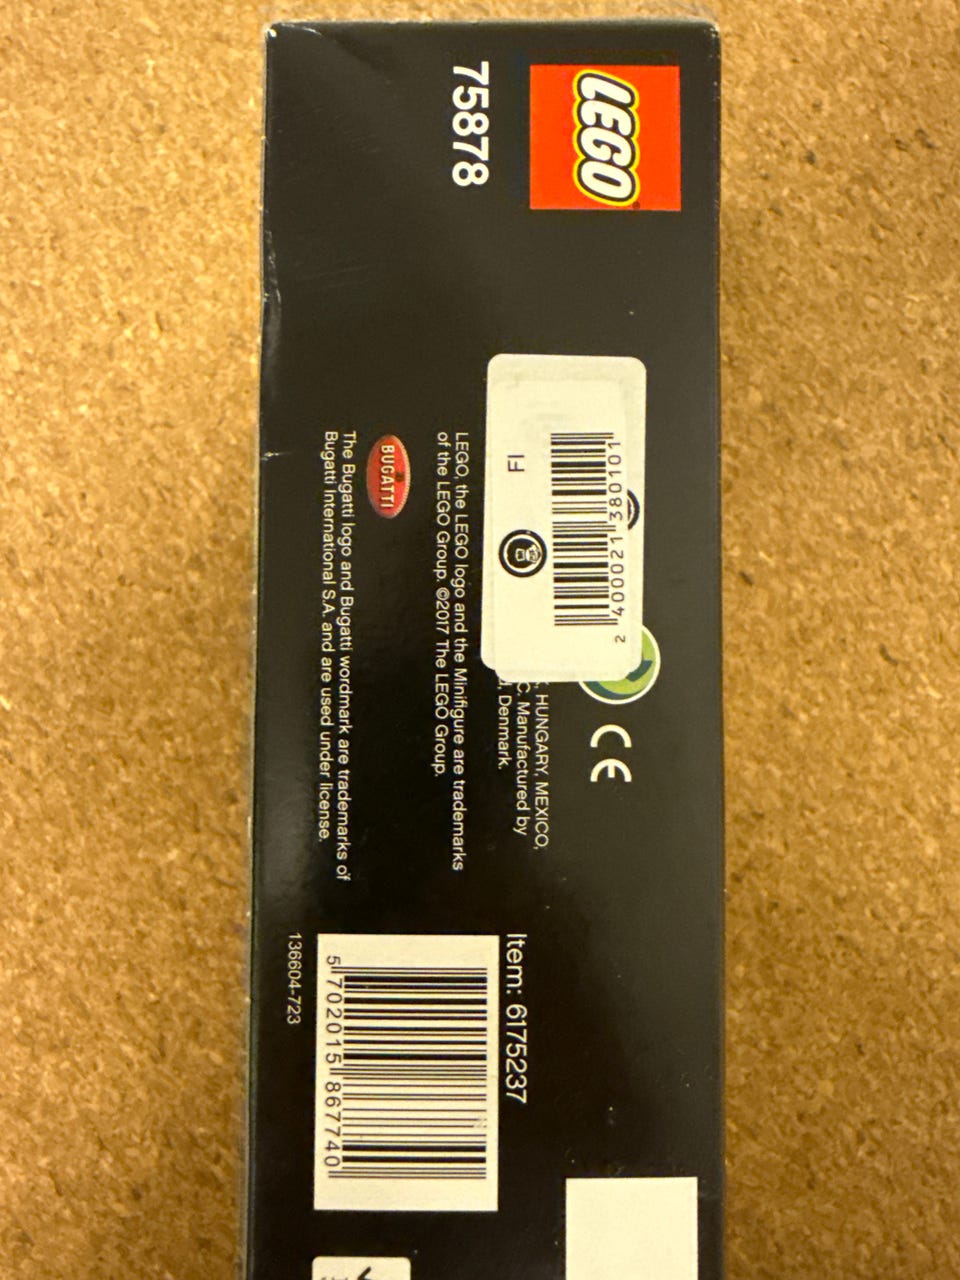 LEGO
75878
2 400021 380101
FI
HUNGARY, MEXICO,
Manufactured by
Denmark.
CE
LEGO, the LEGO logo and the Minifigure are trademarks
of the LEGO Group. ©2017 The LEGO Group.
BUGATTI
The Bugatti logo and Bugatti wordmark are trademarks of
Bugatti International S.A. and are used under license.
Item: 6175237
5 702015 867740
136604-723